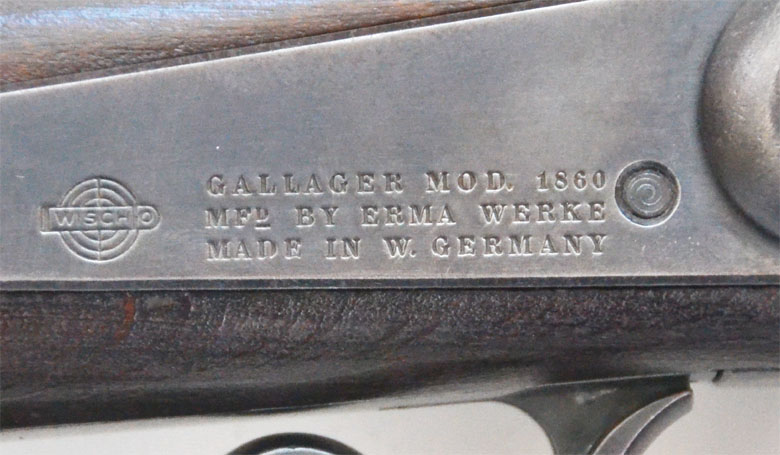 WISCHO
GALLAGER MOD. 1860
MFD BY ERMA WERKE
MADE IN W. GERMANY